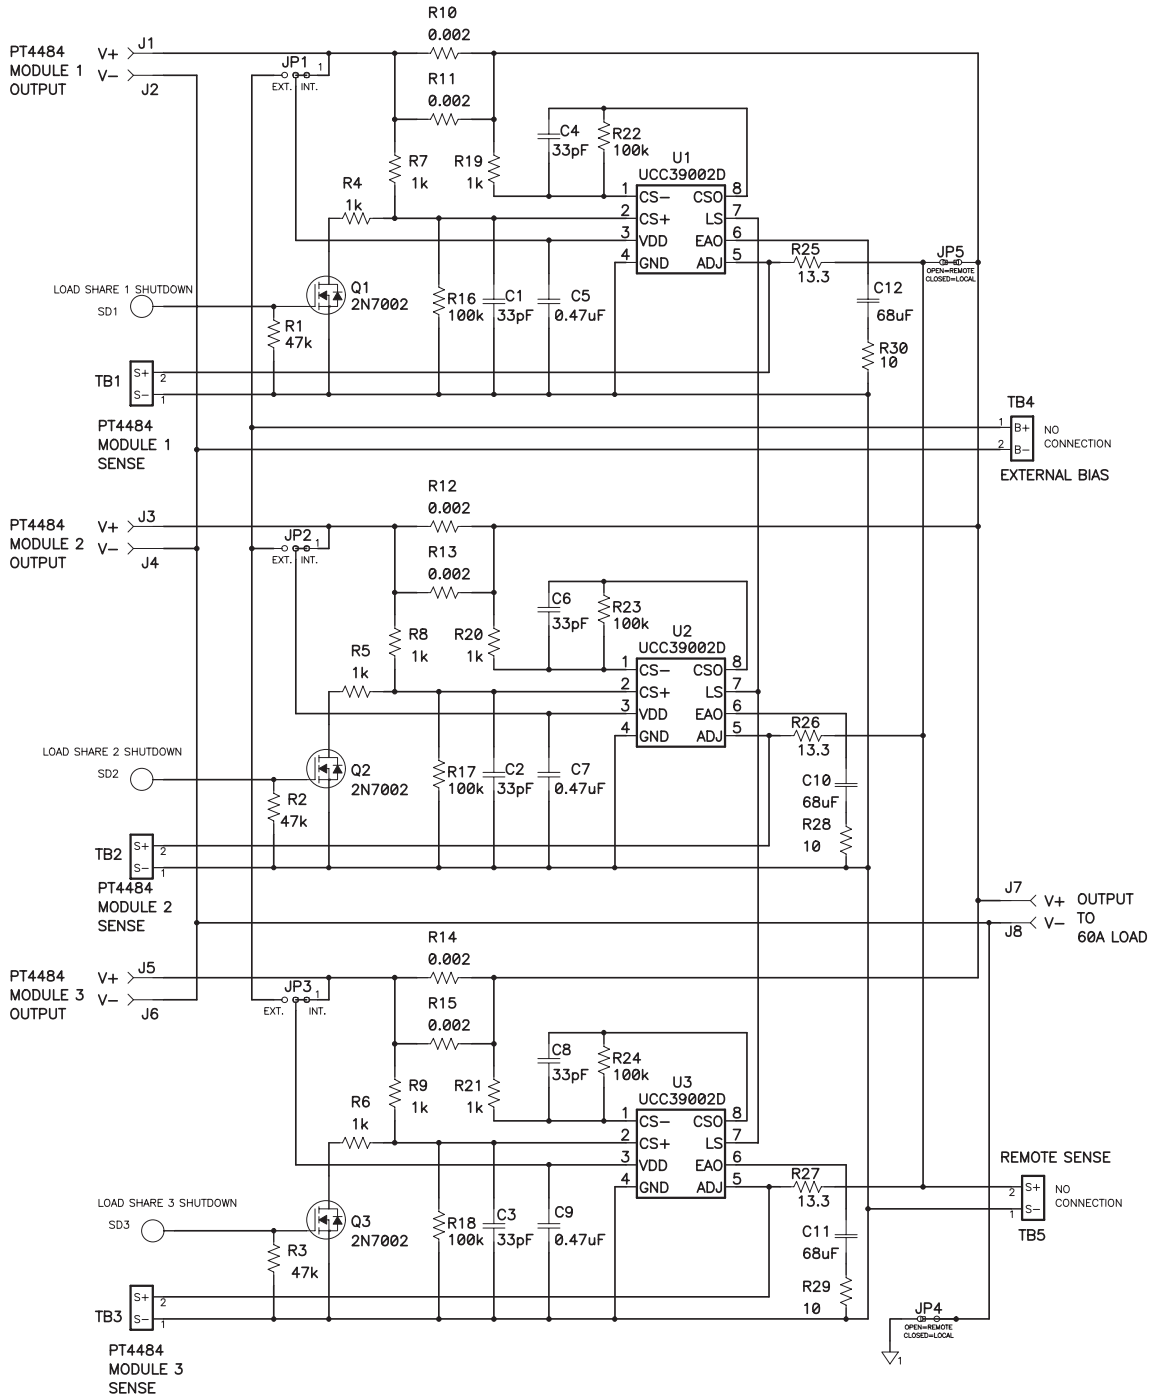 R10
0.002
PT4484
MODULE 1
OUTPUT
V+
J1
V−
J2
JP1
1
EXT.
INT.
R11
0.002
C4
33pF
R22
100k
R7
1k
R19
1k
R4
1k
U1
UCC39002D
1
CS−
CSO
8
2
CS+
LS
7
3
VDD
EAO
6
4
GND
ADJ
5
R25
13.3
JP5
OPEN=REMOTE
CLOSED=LOCAL
LOAD SHARE 1 SHUTDOWN
SD1
Q1
2N7002
R1
47k
R16
100k
C1
33pF
C5
0.47uF
C12
68uF
R30
10
TB1
S+
2
S−
1
PT4484
MODULE 1
SENSE
TB4
1
B+
2
B−
NO
CONNECTION
EXTERNAL BIAS
R12
0.002
PT4484
MODULE 2
OUTPUT
V+
J3
V−
J4
JP2
1
EXT.
INT.
R13
0.002
C6
33pF
R23
100k
R8
1k
R20
1k
R5
1k
U2
UCC39002D
1
CS−
CSO
8
2
CS+
LS
7
3
VDD
EAO
6
4
GND
ADJ
5
R26
13.3
LOAD SHARE 2 SHUTDOWN
SD2
Q2
2N7002
R2
47k
R17
100k
C2
33pF
C7
0.47uF
C10
68uF
R28
10
TB2
S+
2
S−
1
PT4484
MODULE 2
SENSE
J7
V+
J8
V−
OUTPUT
TO
60A LOAD
R14
0.002
PT4484
MODULE 3
OUTPUT
V+
J5
V−
J6
JP3
1
EXT.
INT.
R15
0.002
C8
33pF
R24
100k
R9
1k
R21
1k
R6
1k
U3
UCC39002D
1
CS−
CSO
8
2
CS+
LS
7
3
VDD
EAO
6
4
GND
ADJ
5
R27
13.3
REMOTE SENSE
2
S+
1
S−
NO
CONNECTION
TB5
LOAD SHARE 3 SHUTDOWN
SD3
Q3
2N7002
R3
47k
R18
100k
C3
33pF
C9
0.47uF
C11
68uF
R29
10
TB3
S+
2
S−
1
PT4484
MODULE 3
SENSE
JP4
OPEN=REMOTE
CLOSED=LOCAL
1